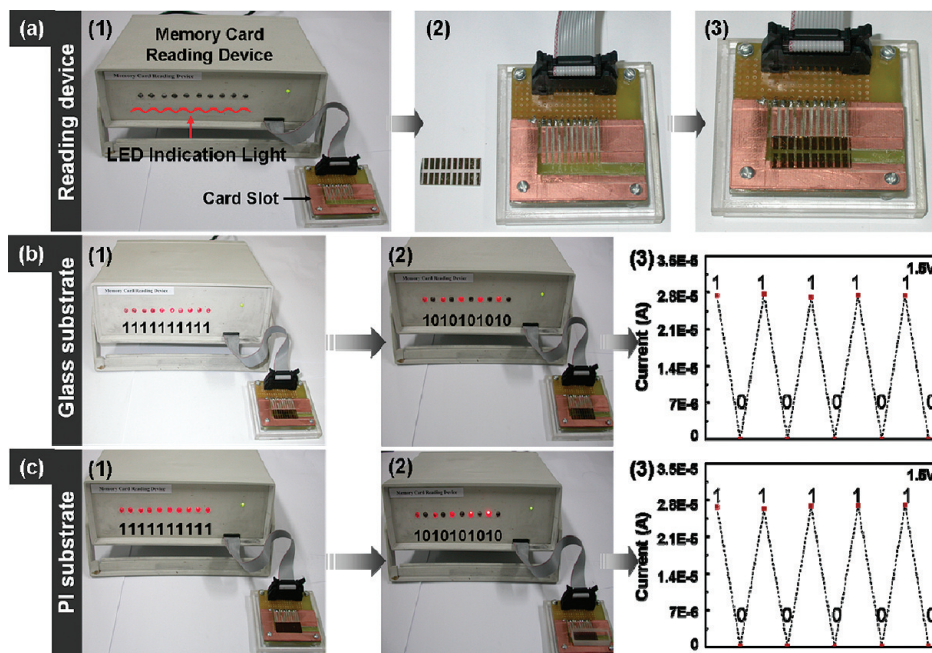 (a)
Reading device
(1)
Memory Card
Reading Device
Memory Card Reading Device
LED Indication Light
Card Slot
(2)
(3)
(b)
Glass substrate
(1)
Memory Card Reading Device
1111111111
(2)
Memory Card Reading Device
1010101010
(3)
Current (A)
3.5E-5
2.8E-5
2.1E-5
1.4E-5
7E-6
0
1.5V
1 1 1 1 1
0 0 0 0 0
(c)
PI substrate
(1)
Memory Card Reading Device
1111111111
(2)
Memory Card Reading Device
1010101010
(3)
Current (A)
3.5E-5
2.8E-5
2.1E-5
1.4E-5
7E-6
0
1.5V
1 1 1 1 1
0 0 0 0 0